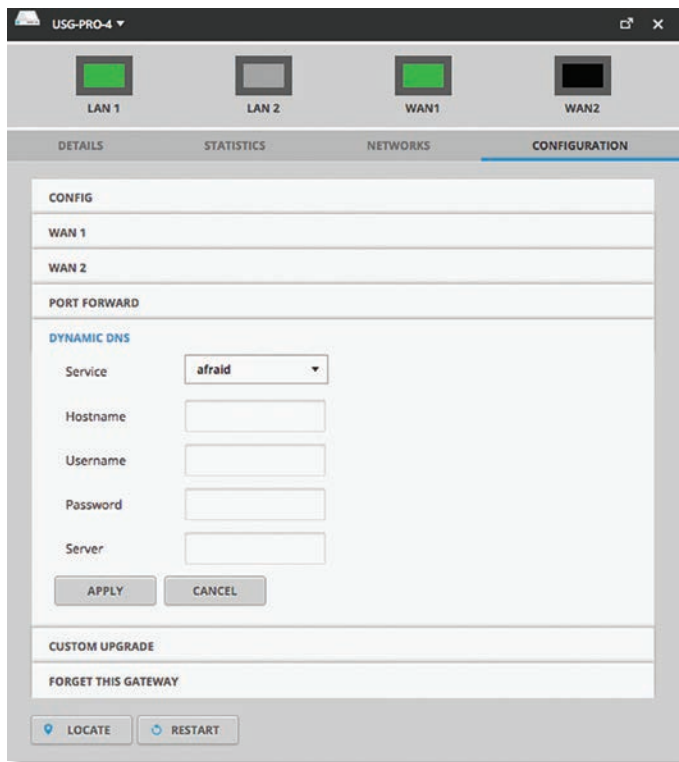 USG-PRO-4
LAN 1 LAN 2 WAN1 WAN2
DETAILS STATISTICS NETWORKS CONFIGURATION
CONFIG
WAN 1
WAN 2
PORT FORWARD
DYNAMIC DNS
Service afraid
Hostname
Username
Password
Server
APPLY CANCEL
CUSTOM UPGRADE
FORGET THIS GATEWAY
LOCATE RESTART